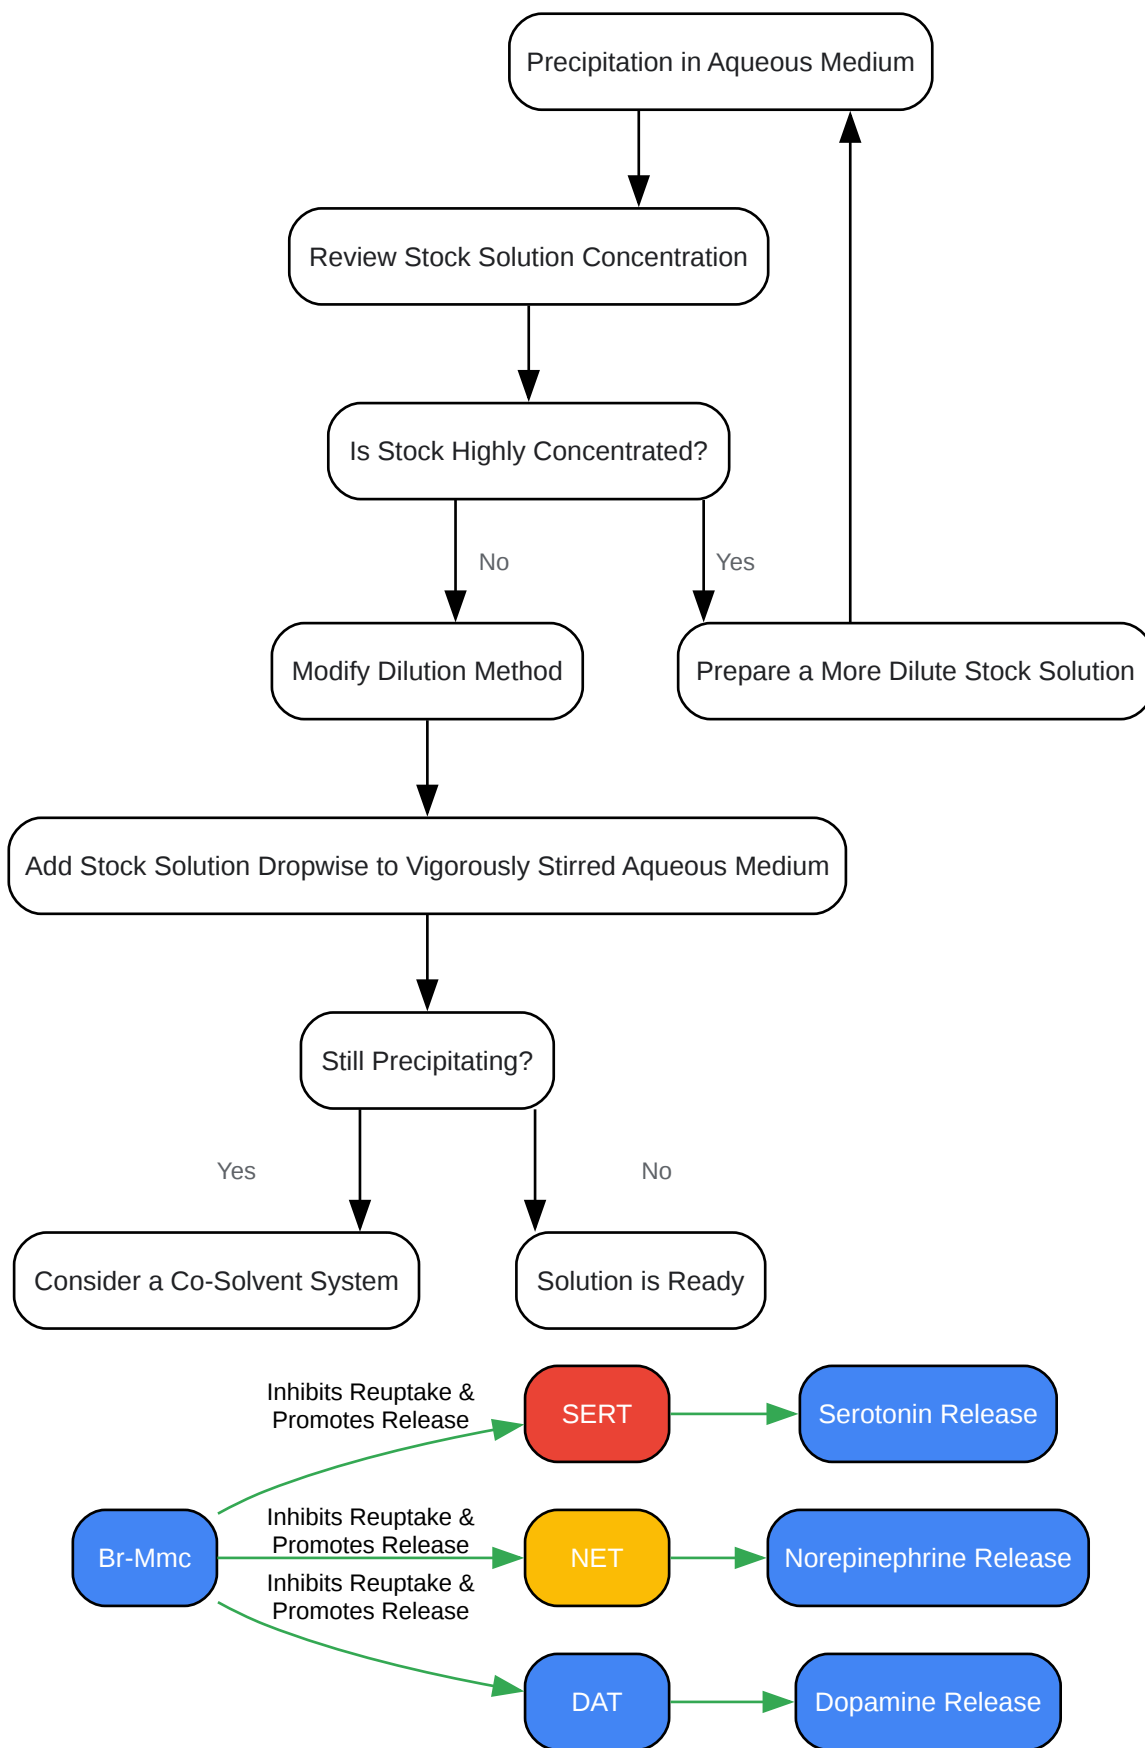 Precipitation in Aqueous Medium
Review Stock Solution Concentration
Is Stock Highly Concentrated?
No
Yes
Modify Dilution Method
Prepare a More Dilute Stock Solution
Add Stock Solution Dropwise to Vigorously Stirred Aqueous Medium
Still Precipitating?
Yes
No
Consider a Co-Solvent System
Solution is Ready
Inhibits Reuptake &
Promotes Release
SERT
Serotonin Release
Br-Mmc
Inhibits Reuptake &
Promotes Release
NET
Norepinephrine Release
Inhibits Reuptake &
Promotes Release
DAT
Dopamine Release